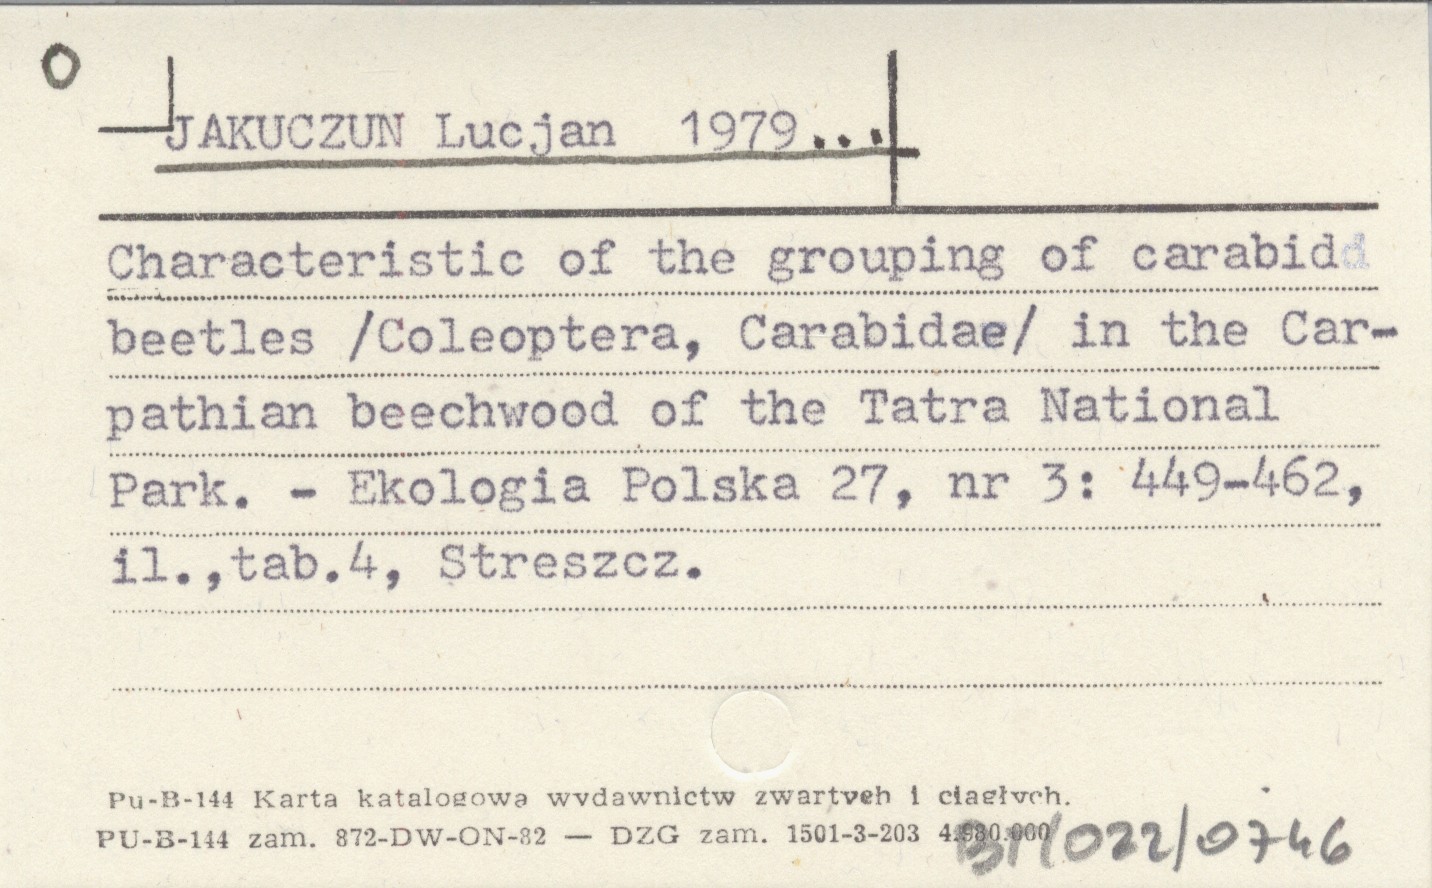 O
JAKUCZUN Lucjan 1979...
Characteristic of the grouping of carabid
beetles /Coleoptera, Carabidae/ in the Car-
pathian beechwood of the Tatra National
Park. - Ekologia Polska 27, nr 3: 449-462,
il.,tab.4, Streszcz.
Pu-B-144 Karta katalogowa wydawnictw zwartych i ciągłych.
PU-B-144 zam. 872-DW-ON-82 — DZG zam. 1501-3-203 4.980.000
/022/0746